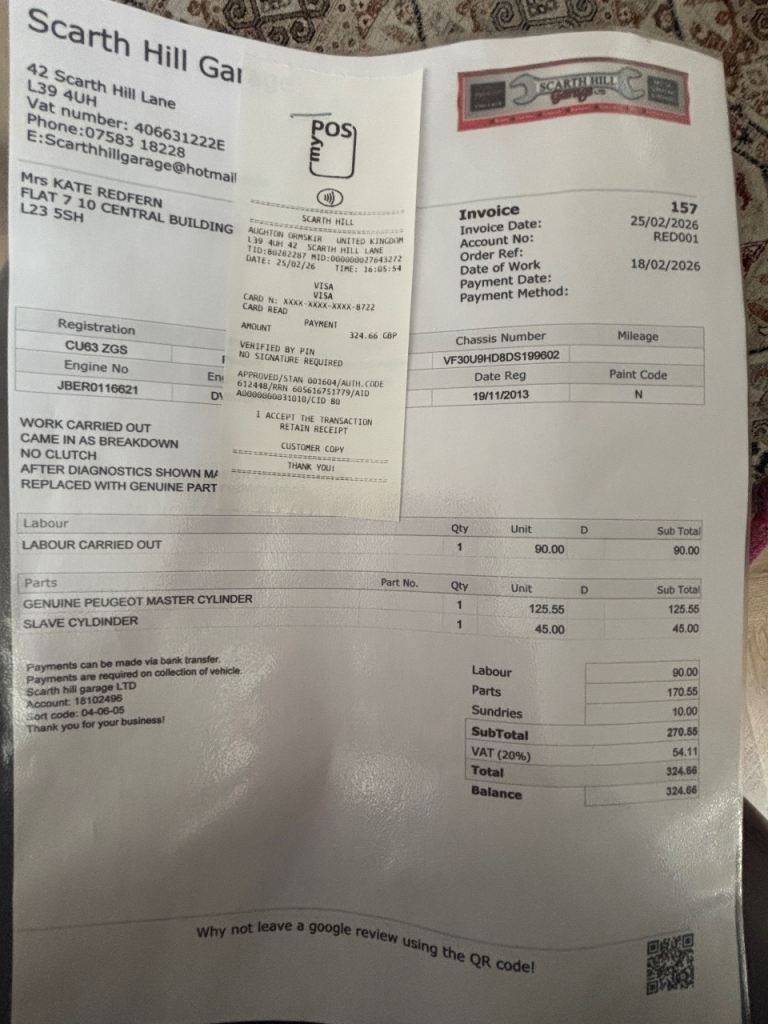 Scarth Hill Gar
42 Scarth Hill Lane
L39 4UH
Vat number: 406631222E
Phone:07583 18228
E:Scarthhillgarage@hotmail
SCARTH HILL
Garage
Mrs KATE REDFERN
FLAT 7 10 CENTRAL BUILDING
L23 5SH
Invoice 157
Invoice Date: 25/02/2026
Account No: RED001
Order Ref:
Date of Work 18/02/2026
Payment Date:
Payment Method:
myPOS
SCARTH HILL
AUGHTON ORMSKIR UNITED KINGDOM
L39 4UH 42 SCARTH HILL LANE
TID:80282287 MID:000000027643272
DATE: 25/02/26 TIME: 16:05:54
VISA
VISA
CARD N: XXXX-XXXX-XXXX-8722
CARD READ
PAYMENT
AMOUNT 324.66 GBP
VERIFIED BY PIN
NO SIGNATURE REQUIRED
APPROVED/STAN 001604/AUTH.CODE
612448/RRN 605616751779/AID
A0000000031010/CID 80
I ACCEPT THE TRANSACTION
RETAIN RECEIPT
CUSTOMER COPY
THANK YOU!
Registration Chassis Number Mileage
CU63 ZGS VF30U9HD8DS199602
Engine No En Date Reg Paint Code
JBER0116621 DV 19/11/2013 N
WORK CARRIED OUT
CAME IN AS BREAKDOWN
NO CLUTCH
AFTER DIAGNOSTICS SHOWN MA
REPLACED WITH GENUINE PART
Labour Qty Unit D Sub Total
LABOUR CARRIED OUT 1 90.00 90.00
Parts Part No. Qty Unit D Sub Total
GENUINE PEUGEOT MASTER CYLINDER 1 125.55 125.55
SLAVE CYLDINDER 1 45.00 45.00
Payments can be made via bank transfer.
Payments are required on collection of vehicle.
Scarth hill garage LTD
Account: 18102496
Sort code: 04-06-05
Thank you for your business!
Labour 90.00
Parts 170.55
Sundries 10.00
SubTotal 270.55
VAT (20%) 54.11
Total 324.66
Balance 324.66
Why not leave a google review using the QR code!